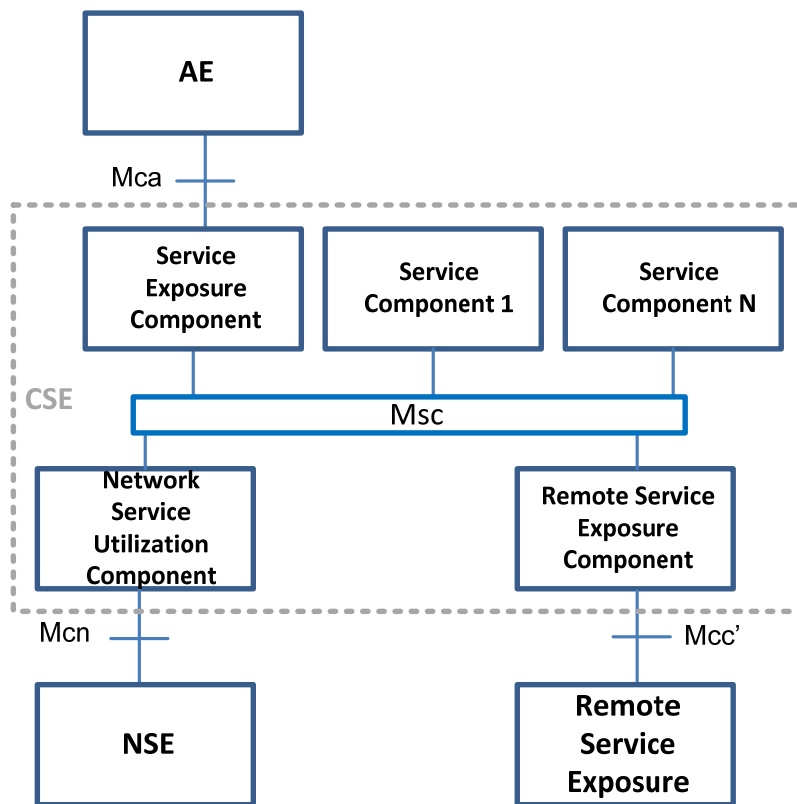 AE
Mca
Service
Exposure
Component
Service
Component 1
Service
Component N
CSE
Msc
Network
Service
Utilization
Component
Remote Service
Exposure
Component
Mcn
Mcc’
NSE
Remote
Service
Exposure